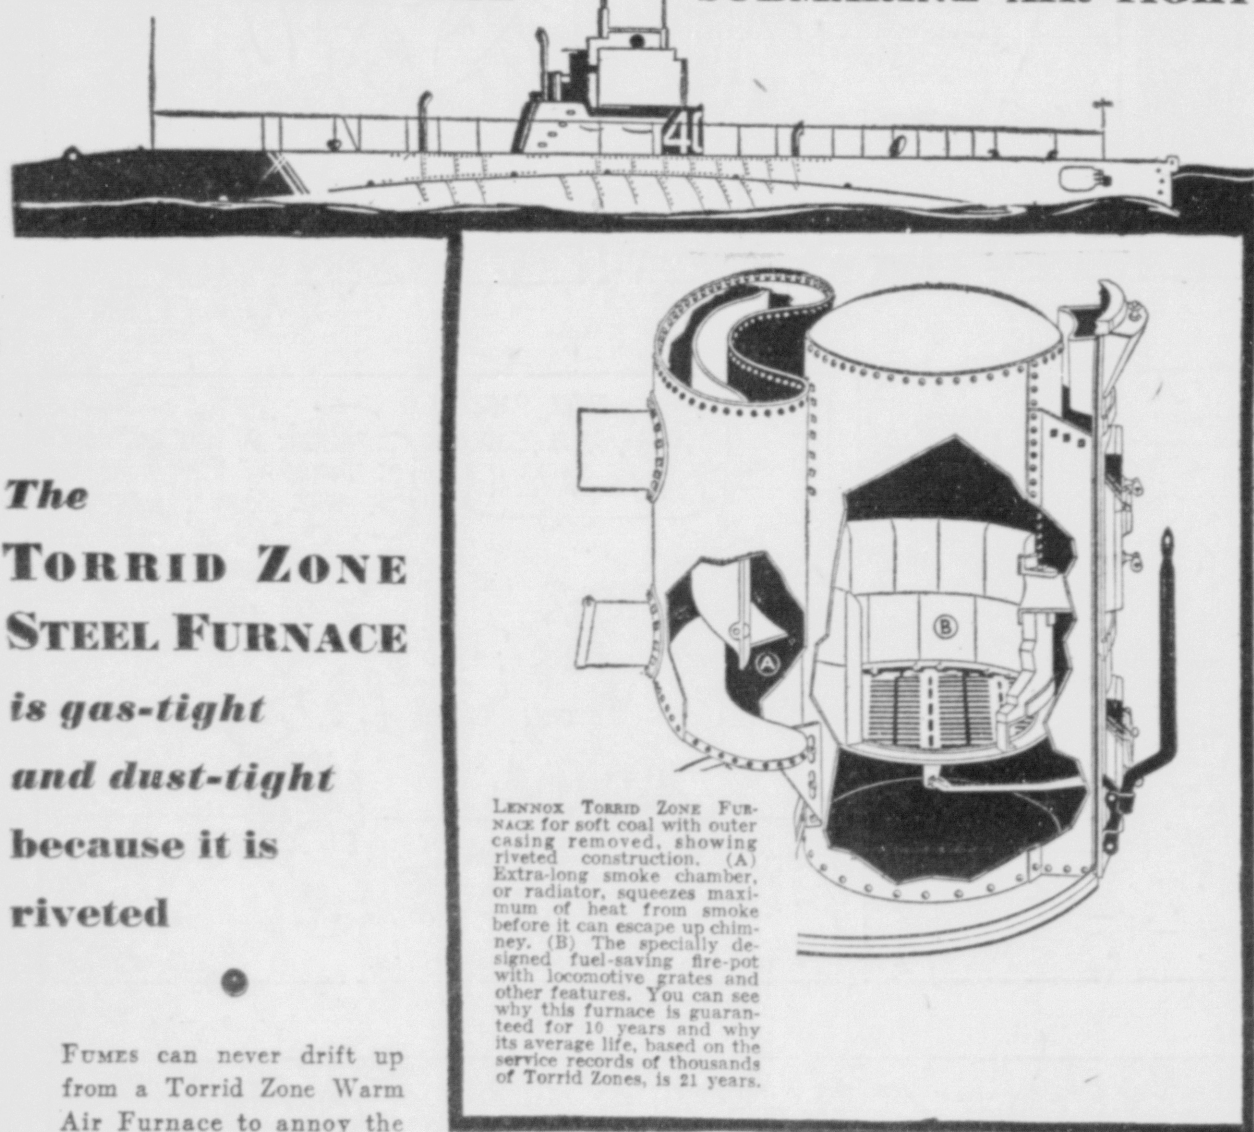 SUBMARINE AIR TIGHT
40
The
TORRID ZONE
STEEL FURNACE
is gas-tight
and dust-tight
because it is
riveted
FUMES can never drift up
from a Torrid Zone Warm
Air Furnace to annoy the
A
B
LENNOX TORRID ZONE FUR-
NACE for soft coal with outer
casing removed, showing
riveted construction. (A)
Extra-long smoke chamber,
or radiator, squeezes maxi-
mum of heat from smoke
before it can escape up chim-
ney. (B) The specially de-
signed fuel-saving fire-pot
with locomotive grates and
other features. You can see
why this furnace is guaran-
teed for 10 years and why
its average life, based on the
service records of thousands
of Torrid Zones, is 21 years.